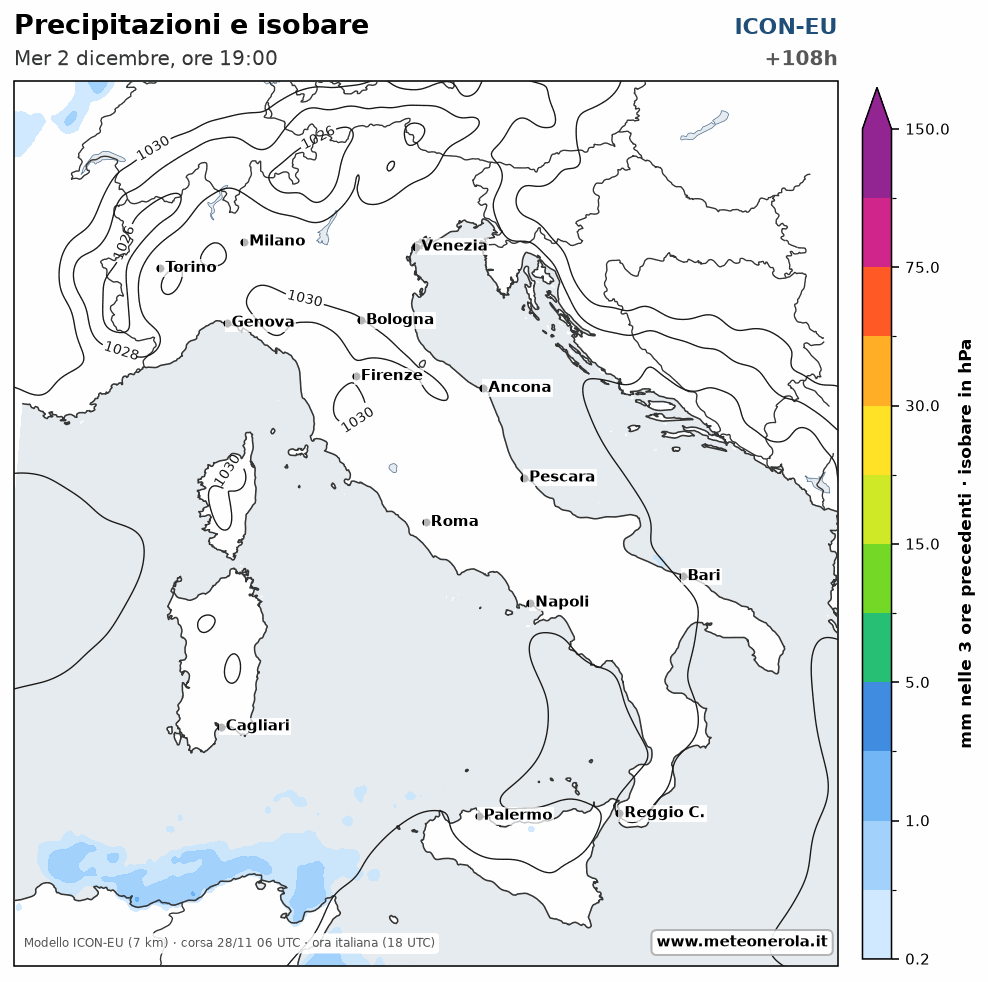 Precipitazioni e isobare
ICON-EU
Mer 2 dicembre, ore 19:00
+108h
1030
1026
1026
Milano
Venezia
Torino
1030
Genova
Bologna
1028
Firenze
Ancona
1030
1030
Pescara
Roma
Bari
Napoli
Cagliari
Palermo
Reggio C.
Modello ICON-EU (7 km) · corsa 28/11 06 UTC · ora italiana (18 UTC)
www.meteonerola.it
150.0
75.0
30.0
15.0
5.0
1.0
0.2
mm nelle 3 ore precedenti · isobare in hPa